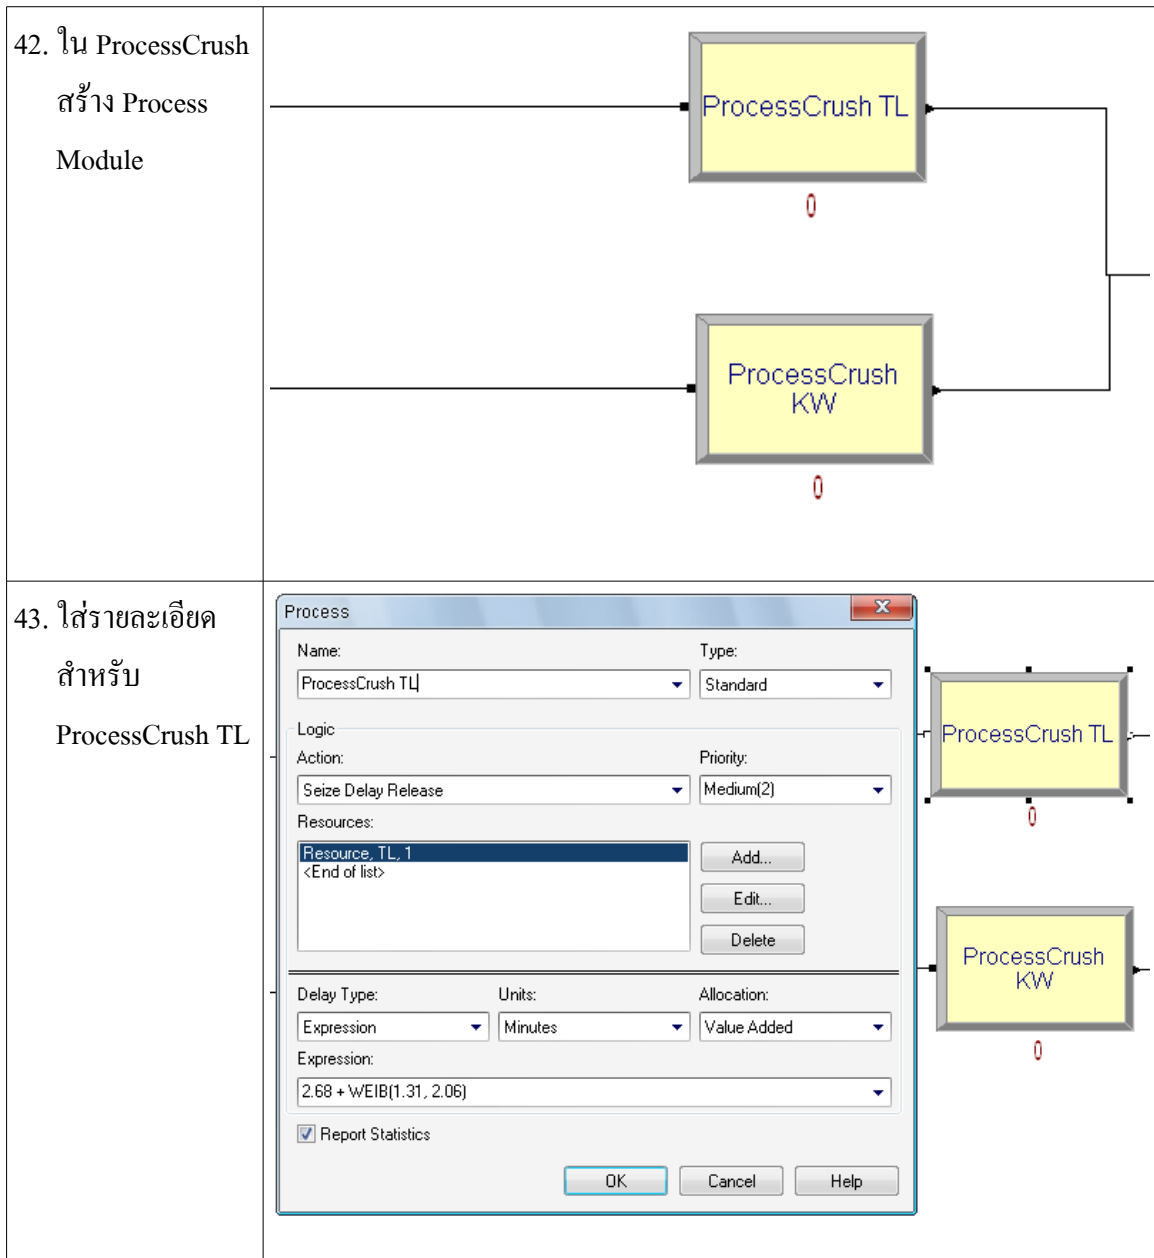 42. ใน ProcessCrush
สร้าง Process
Module
ProcessCrush TL
0
ProcessCrush
KW
0
43. ใส่รายละเอียด
สำหรับ
ProcessCrush TL
Process
Name:
Type:
ProcessCrush TL
Standard
Logic
Action:
Priority:
Seize Delay Release
Medium(2)
Resources:
Resource, TL, 1
<End of list>
Add...
Edit...
Delete
Delay Type:
Units:
Allocation:
Expression
Minutes
Value Added
Expression:
2.68 + WEIB(1.31, 2.06)
Report Statistics
OK
Cancel
Help
ProcessCrush TL
0
ProcessCrush
KW
0